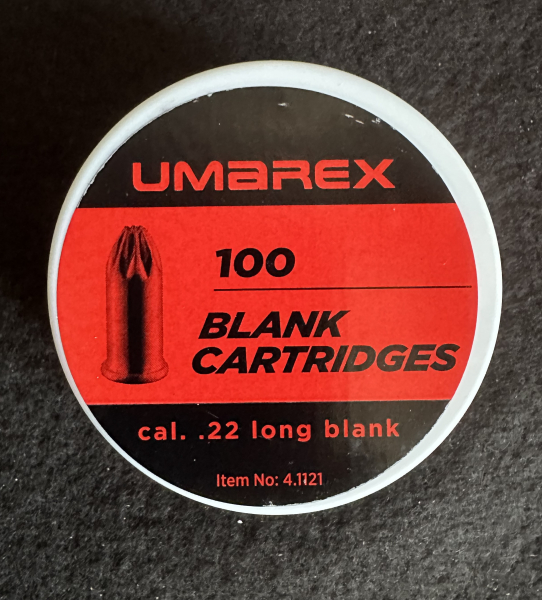 UMAREX
100
BLANK
CARTRIDGES
cal. .22 long blank
Item No: 4.1121